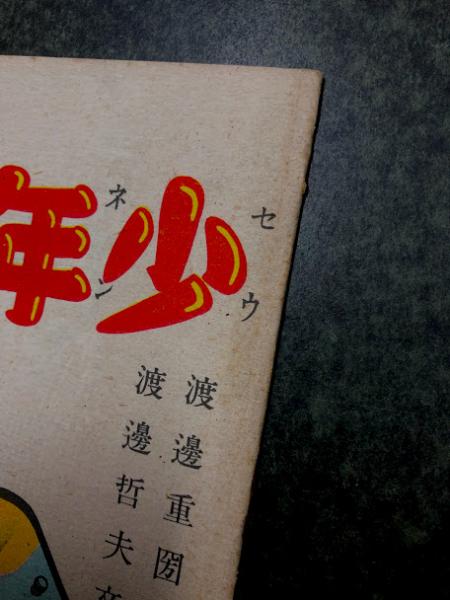 少年
セウ
ネン
渡邊重圀
渡邊哲夫